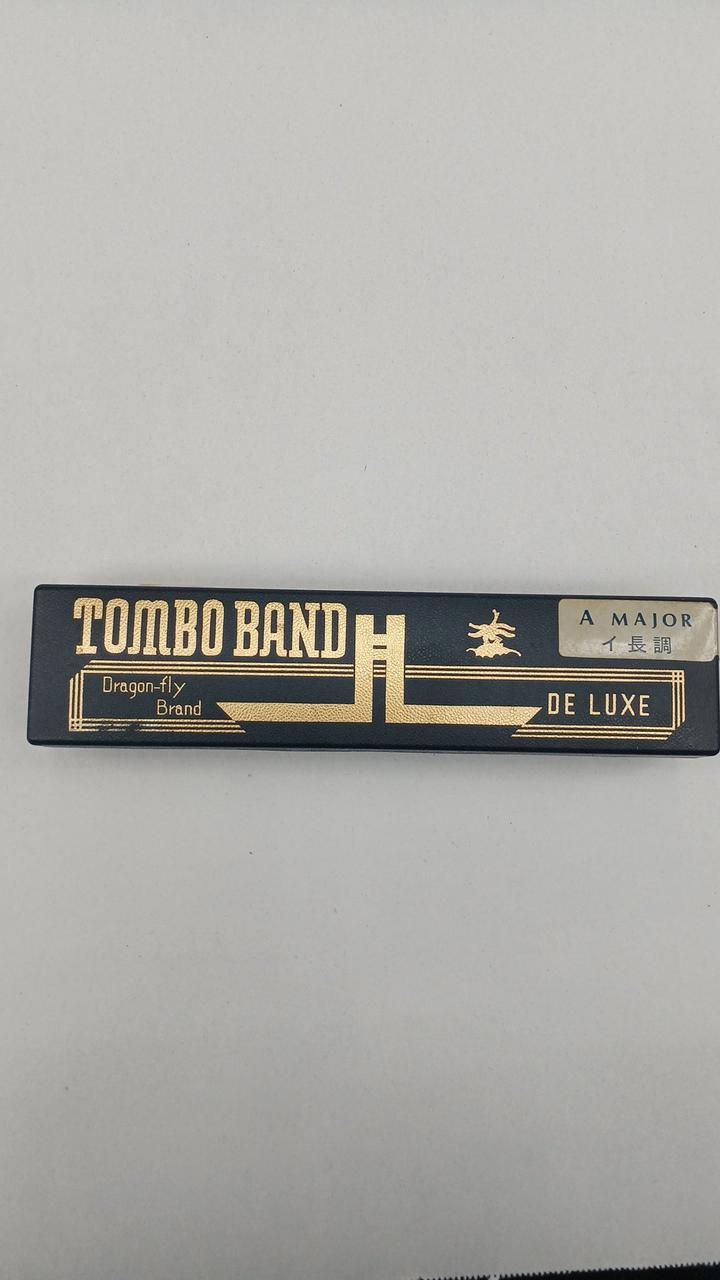 TOMBO BAND
A MAJOR
イ長調
Dragon-fly
Brand
DE LUXE